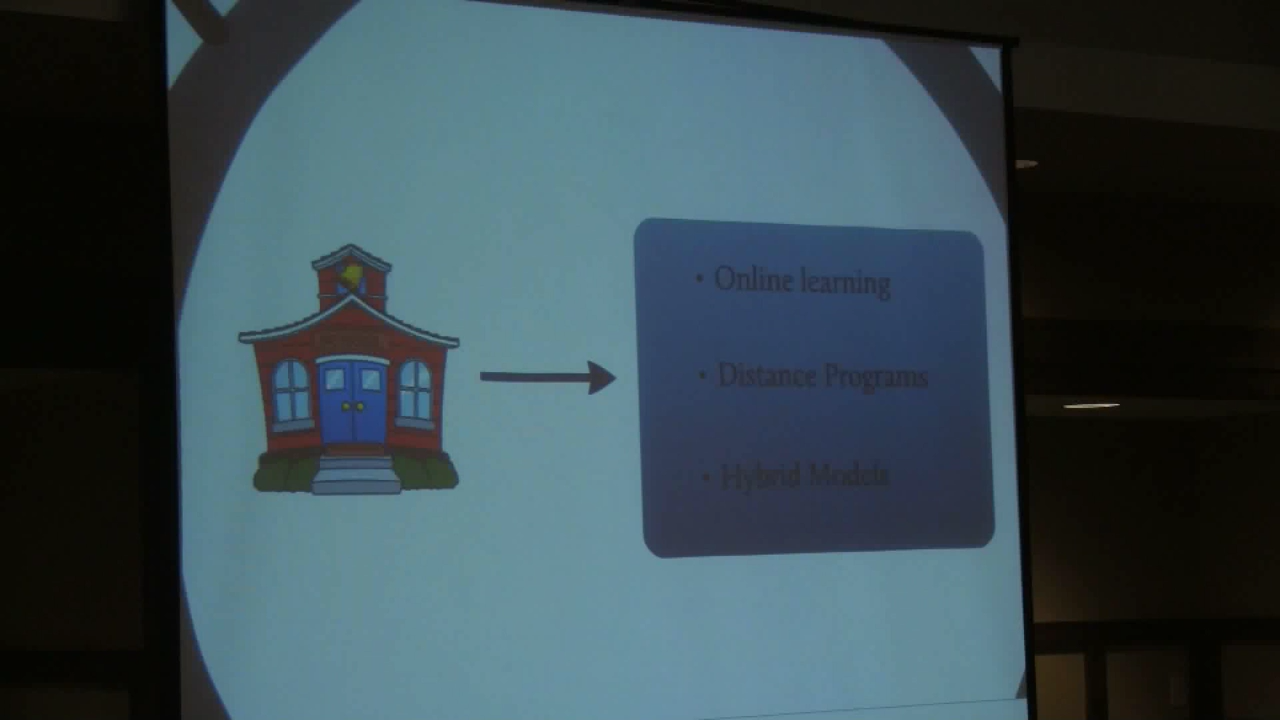 • Online learning
• Distance Programs
• Hybrid Models